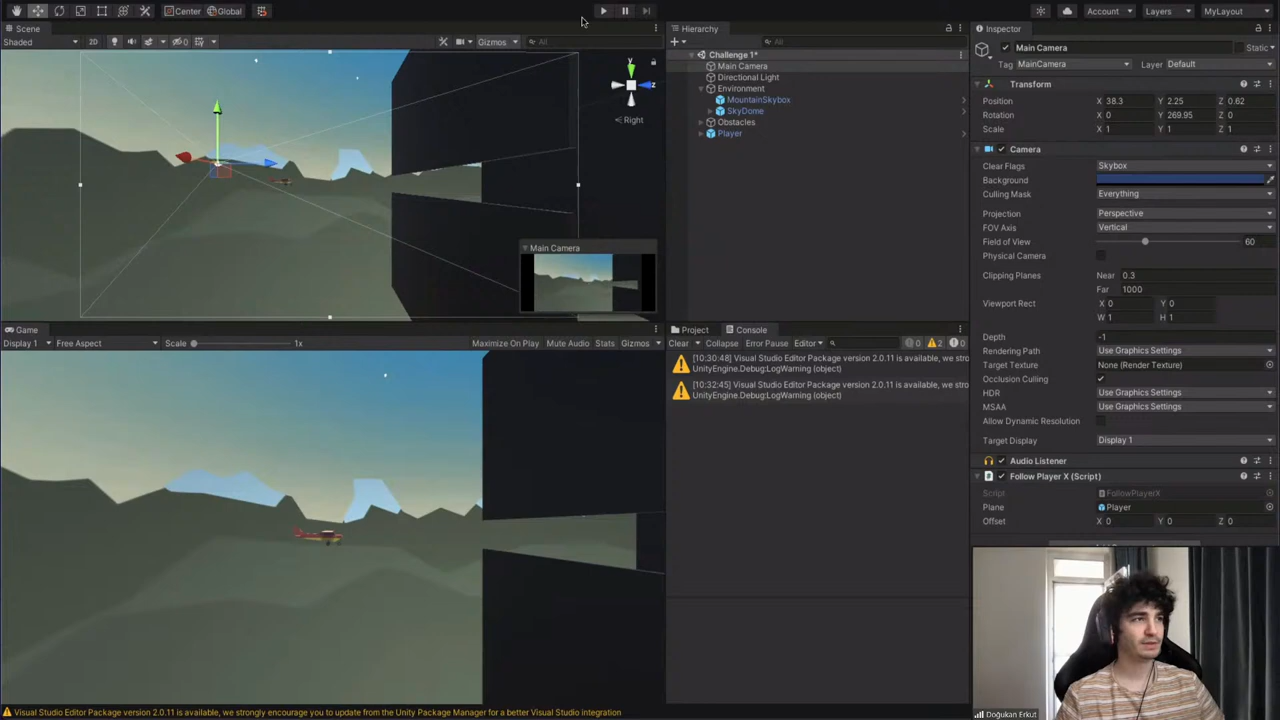 Center Global Account Layers MyLayout
Scene
Shaded 2D 0 Gizmos All
y
z
Right
Main Camera
Game
Display 1 Free Aspect Scale 1x Maximize On Play Mute Audio Stats Gizmos
Hierarchy
All
Challenge 1*
Main Camera
Directional Light
Environment
MountainSkybox
SkyDome
Obstacles
Player
Project Console
Clear Collapse Error Pause Editor 0 2 0
[10:30:48] Visual Studio Editor Package version 2.0.11 is available, we stro
UnityEngine.Debug:LogWarning (object)
[10:32:45] Visual Studio Editor Package version 2.0.11 is available, we stro
UnityEngine.Debug:LogWarning (object)
Inspector
Main Camera Static
Tag MainCamera Layer Default
Transform
Position X 38.3 Y 2.25 Z 0.62
Rotation X 0 Y 269.95 Z 0
Scale X 1 Y 1 Z 1
Camera
Clear Flags Skybox
Background
Culling Mask Everything
Projection Perspective
FOV Axis Vertical
Field of View 60
Physical Camera
Clipping Planes Near 0.3
Far 1000
Viewport Rect X 0 Y 0
W 1 H 1
Depth -1
Rendering Path Use Graphics Settings
Target Texture None (Render Texture)
Occlusion Culling
HDR Use Graphics Settings
MSAA Use Graphics Settings
Allow Dynamic Resolution
Target Display Display 1
Audio Listener
Follow Player X (Script)
Script FollowPlayerX
Plane Player
Offset X 0 Y 0 Z 0
Doğukan Erkut
Visual Studio Editor Package version 2.0.11 is available, we strongly encourage you to update from the Unity Package Manager for a better Visual Studio integration